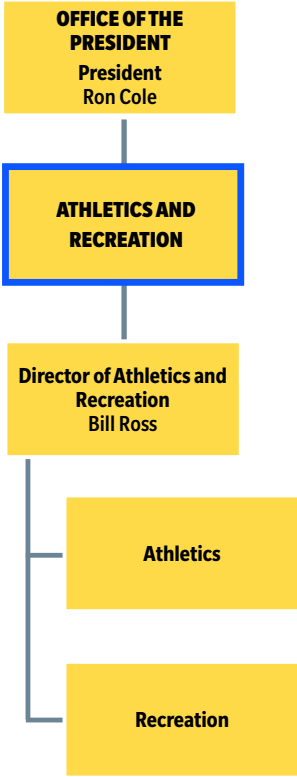 OFFICE OF THE
PRESIDENT
President
Ron Cole
ATHLETICS AND
RECREATION
Director of Athletics and
Recreation
Bill Ross
Athletics
Recreation